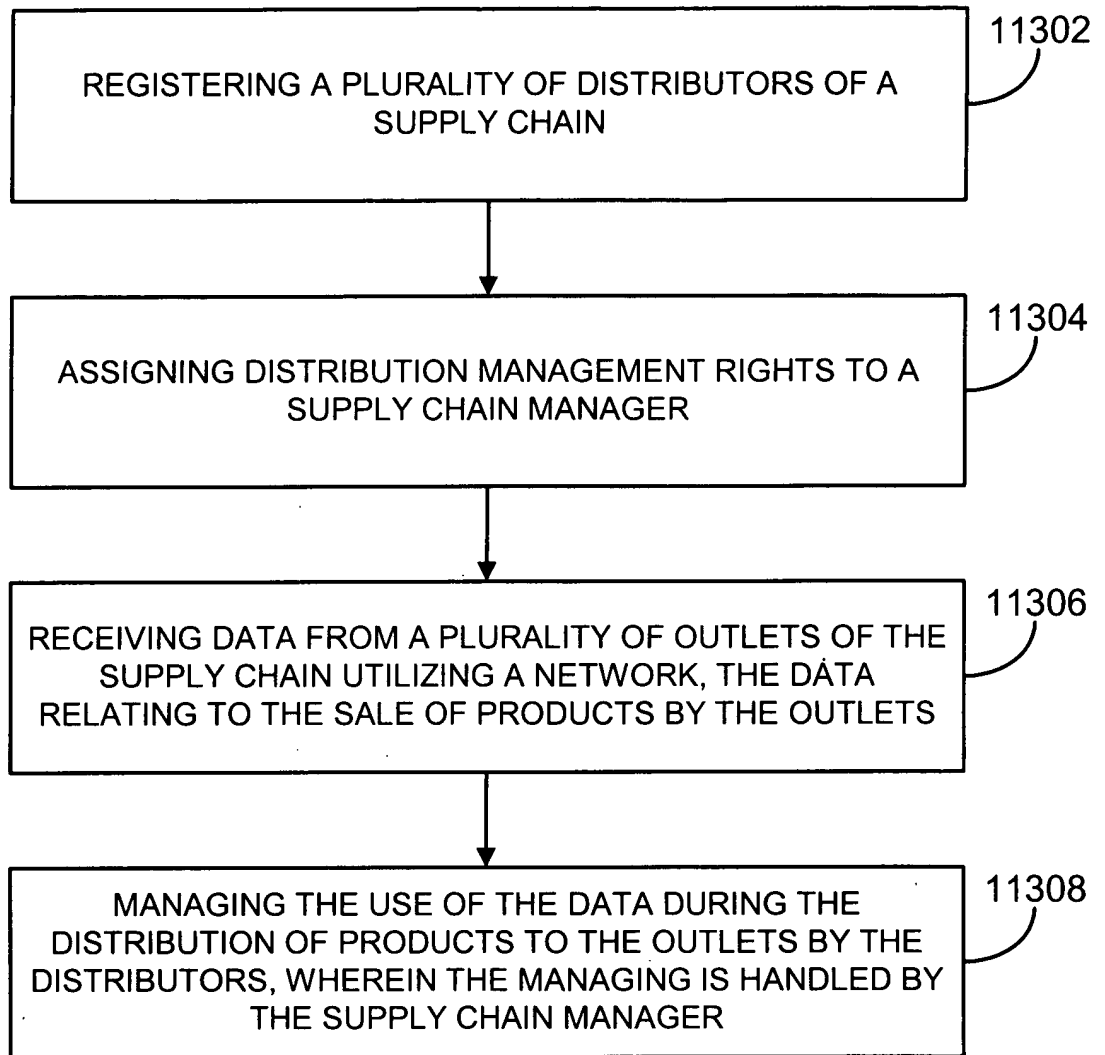 11302
REGISTERING A PLURALITY OF DISTRIBUTORS OF A
SUPPLY CHAIN
11304
ASSIGNING DISTRIBUTION MANAGEMENT RIGHTS TO A
SUPPLY CHAIN MANAGER
11306
RECEIVING DATA FROM A PLURALITY OF OUTLETS OF THE
SUPPLY CHAIN UTILIZING A NETWORK, THE DATA
RELATING TO THE SALE OF PRODUCTS BY THE OUTLETS
11308
MANAGING THE USE OF THE DATA DURING THE
DISTRIBUTION OF PRODUCTS TO THE OUTLETS BY THE
DISTRIBUTORS, WHEREIN THE MANAGING IS HANDLED BY
THE SUPPLY CHAIN MANAGER